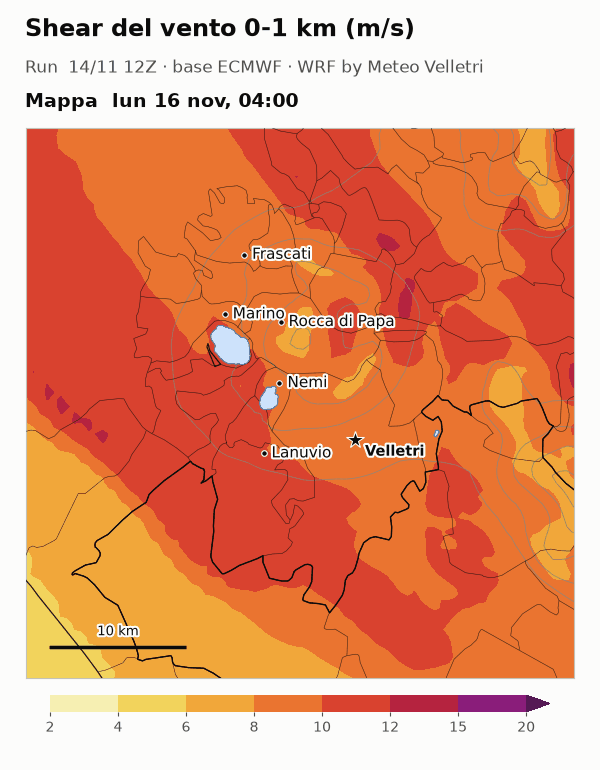 Shear del vento 0-1 km (m/s)
Run 14/11 12Z · base ECMWF · WRF by Meteo Velletri
Mappa lun 16 nov, 04:00
Frascati
Marino
Rocca di Papa
Nemi
Velletri
Lanuvio
10 km
2 4 6 8 10 12 15 20